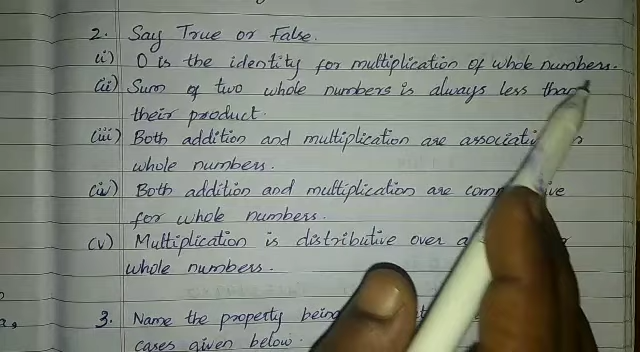 2. Say True or False.
(i) 0 is the identity for multiplication of whole numbers.
(ii) Sum of two whole numbers is always less than
their product.
(iii) Both addition and multiplication are
whole numbers.
(iv) Both addition and multiplication are
for whole numbers.
(v) Multiplication is distributive over
whole numbers.
3. Name the property being
cases given below.